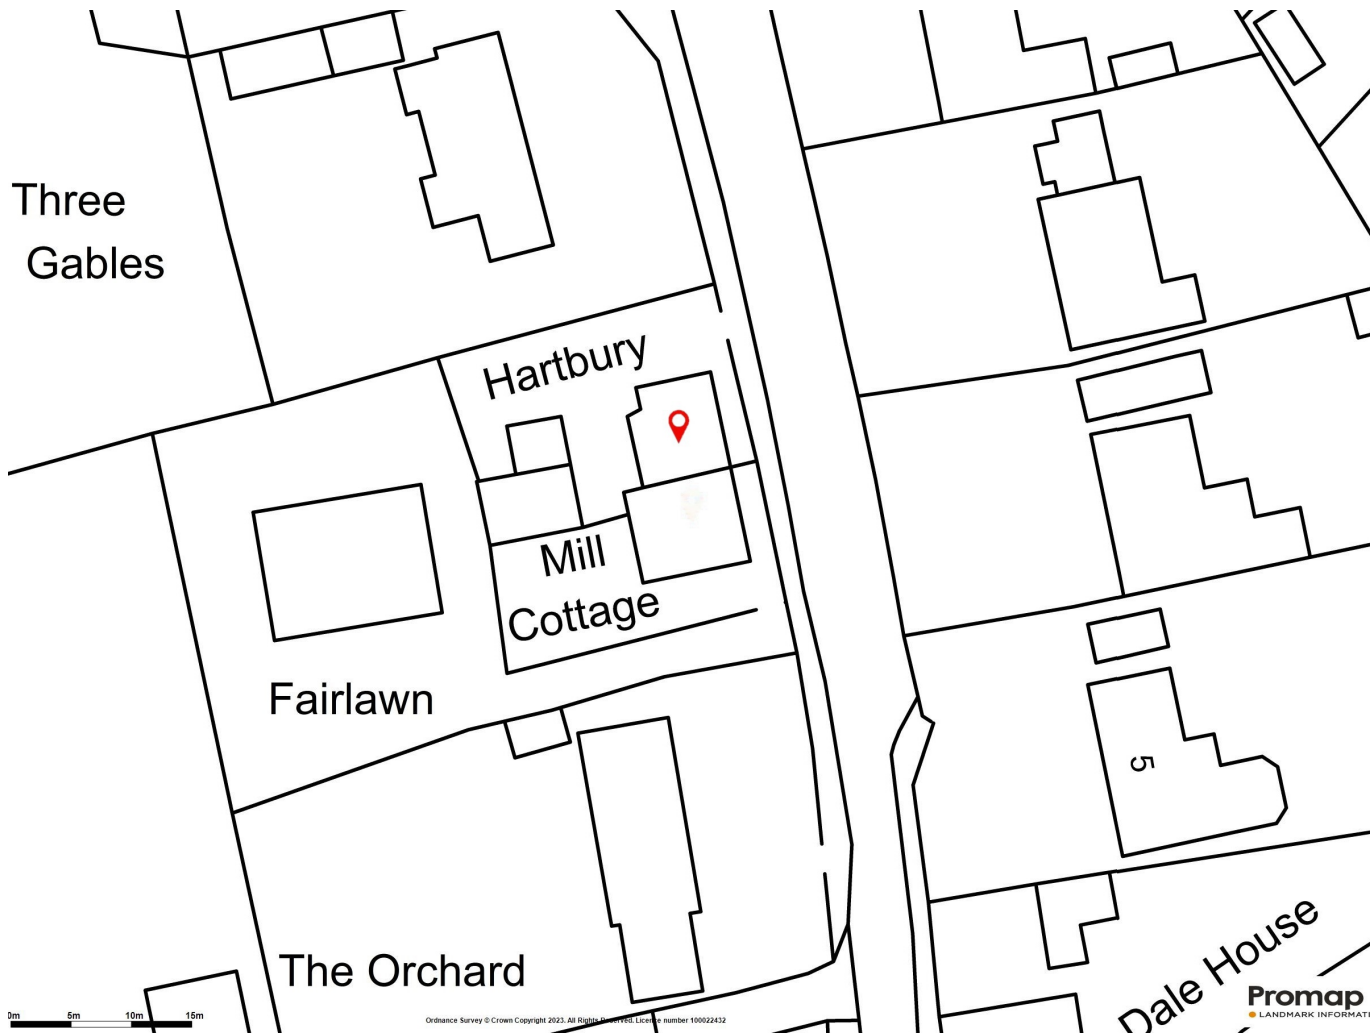 Three
Gables
Hartbury
Mill
Cottage
Fairlawn
5
The Orchard
Dale House
0m 5m 10m 15m
Ordnance Survey © Crown Copyright 2023. All Rights Reserved. Licence number 100022432
Promap
LANDMARK INFORMATI